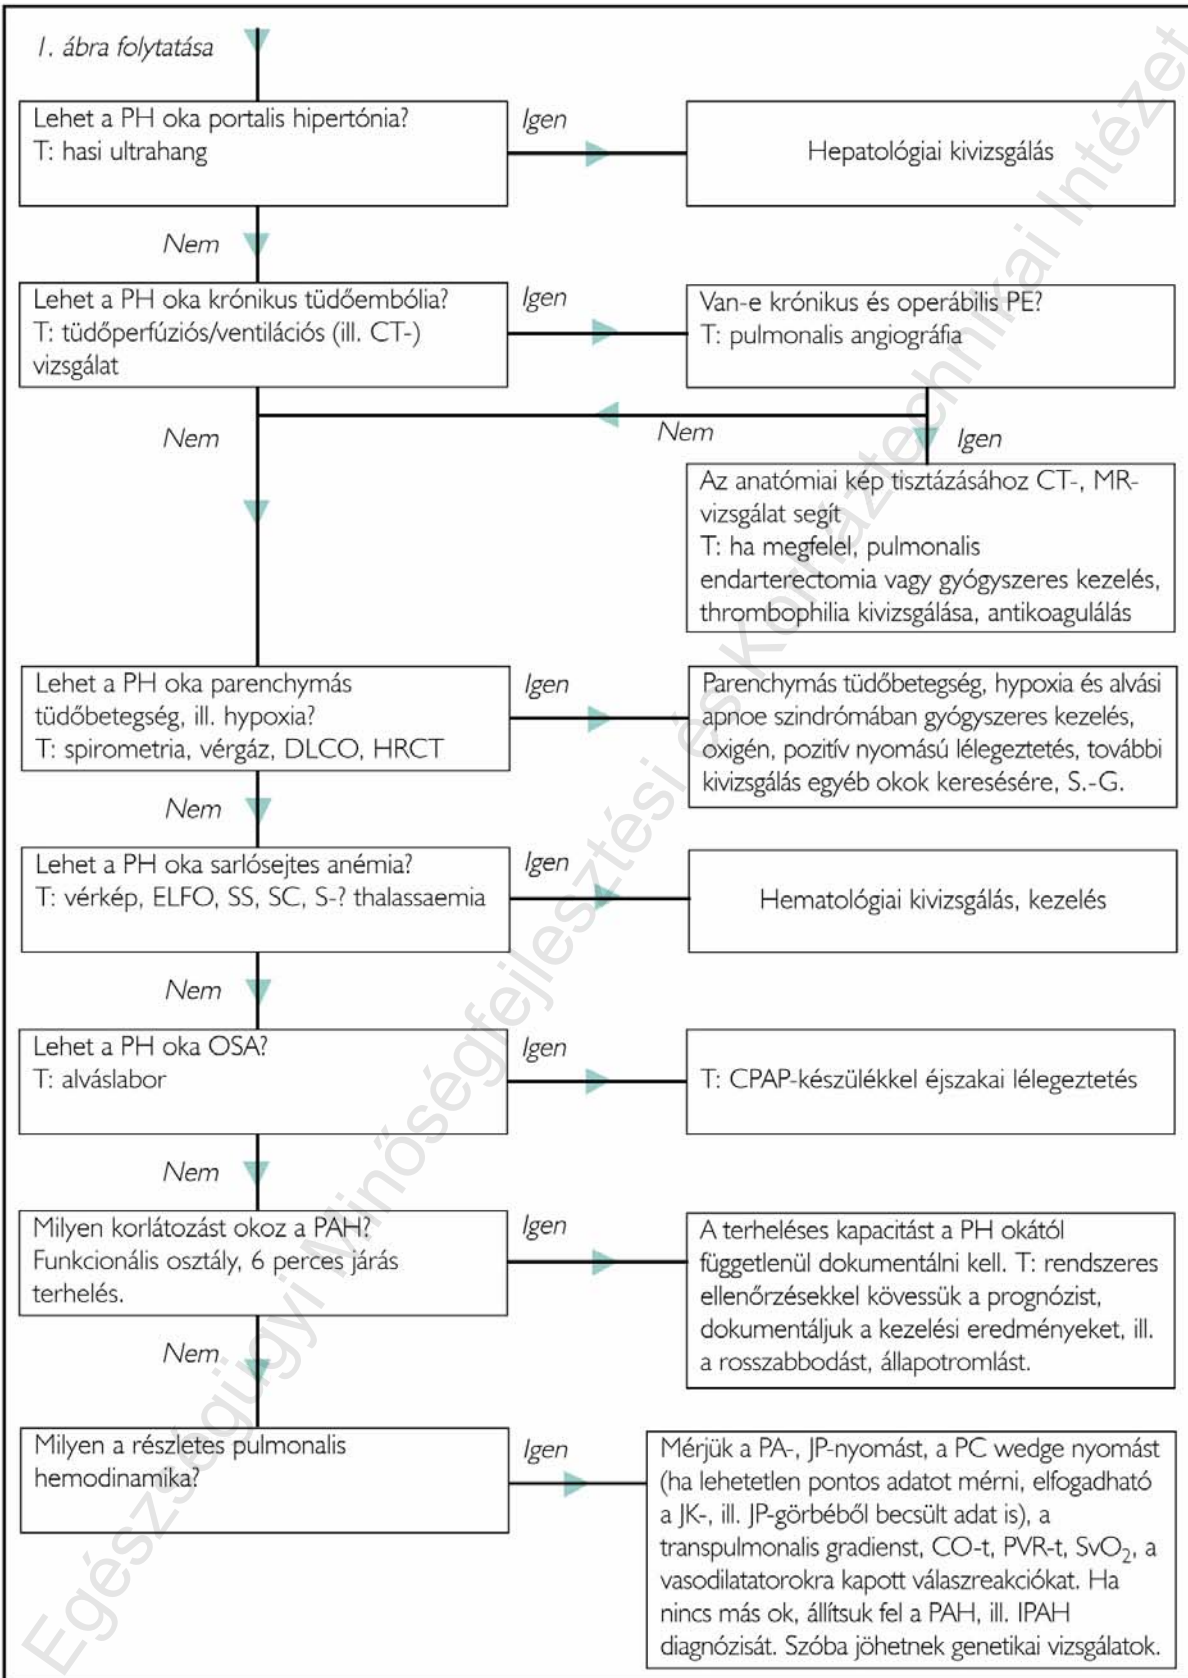 1. ábra folytatása
Lehet a PH oka portalis hipertónia?
T: hasi ultrahang
Igen
Hepatológiai kivizsgálás
Nem
Lehet a PH oka krónikus tüdőembólia?
T: tüdőperfúziós/ventilációs (ill. CT-)
vizsgálat
Igen
Van-e krónikus és operábilis PE?
T: pulmonalis angiográfia
Nem
Nem
Igen
Az anatómiai kép tisztázásához CT-, MR-
vizsgálat segít
T: ha megfelel, pulmonalis
endarterectomia vagy gyógyszeres kezelés,
thrombophilia kivizsgálása, antikoagulálás
Lehet a PH oka parenchymás
tüdőbetegség, ill. hypoxia?
T: spirometria, vérgáz, DLCO, HRCT
Igen
Parenchymás tüdőbetegség, hypoxia és alvási
apnoe szindrómában gyógyszeres kezelés,
oxigén, pozitív nyomású lélegeztetés, további
kivizsgálás egyéb okok keresésére, S.-G.
Nem
Lehet a PH oka sarlósejtes anémia?
T: vérkép, ELFO, SS, SC, S-? thalassaemia
Igen
Hematológiai kivizsgálás, kezelés
Nem
Lehet a PH oka OSA?
T: alváslabor
Igen
T: CPAP-készülékkel éjszakai lélegeztetés
Nem
Milyen korlátozást okoz a PAH?
Funkcionális osztály, 6 perces járás
terhelés.
Igen
A terheléses kapacitást a PH okától
függetlenül dokumentálni kell. T: rendszeres
ellenőrzésekkel kövessük a prognózist,
dokumentáljuk a kezelési eredményeket, ill.
a rosszabbodást, állapotromlást.
Nem
Milyen a részletes pulmonalis
hemodinamika?
Igen
Mérjük a PA-, JP-nyomást, a PC wedge nyomást
(ha lehetetlen pontos adatot mérni, elfogadható
a JK-, ill. JP-görbéből becsült adat is), a
transpulmonalis gradienst, CO-t, PVR-t, SvO₂, a
vasodilatatorokra kapott válaszreakciókat. Ha
nincs más ok, állítsuk fel a PAH, ill. IPAH
diagnózisát. Szóba jöhetnek genetikai vizsgálatok.
Egészségügyi Minőségfejlesztési és Kórháztechnikai Intézet